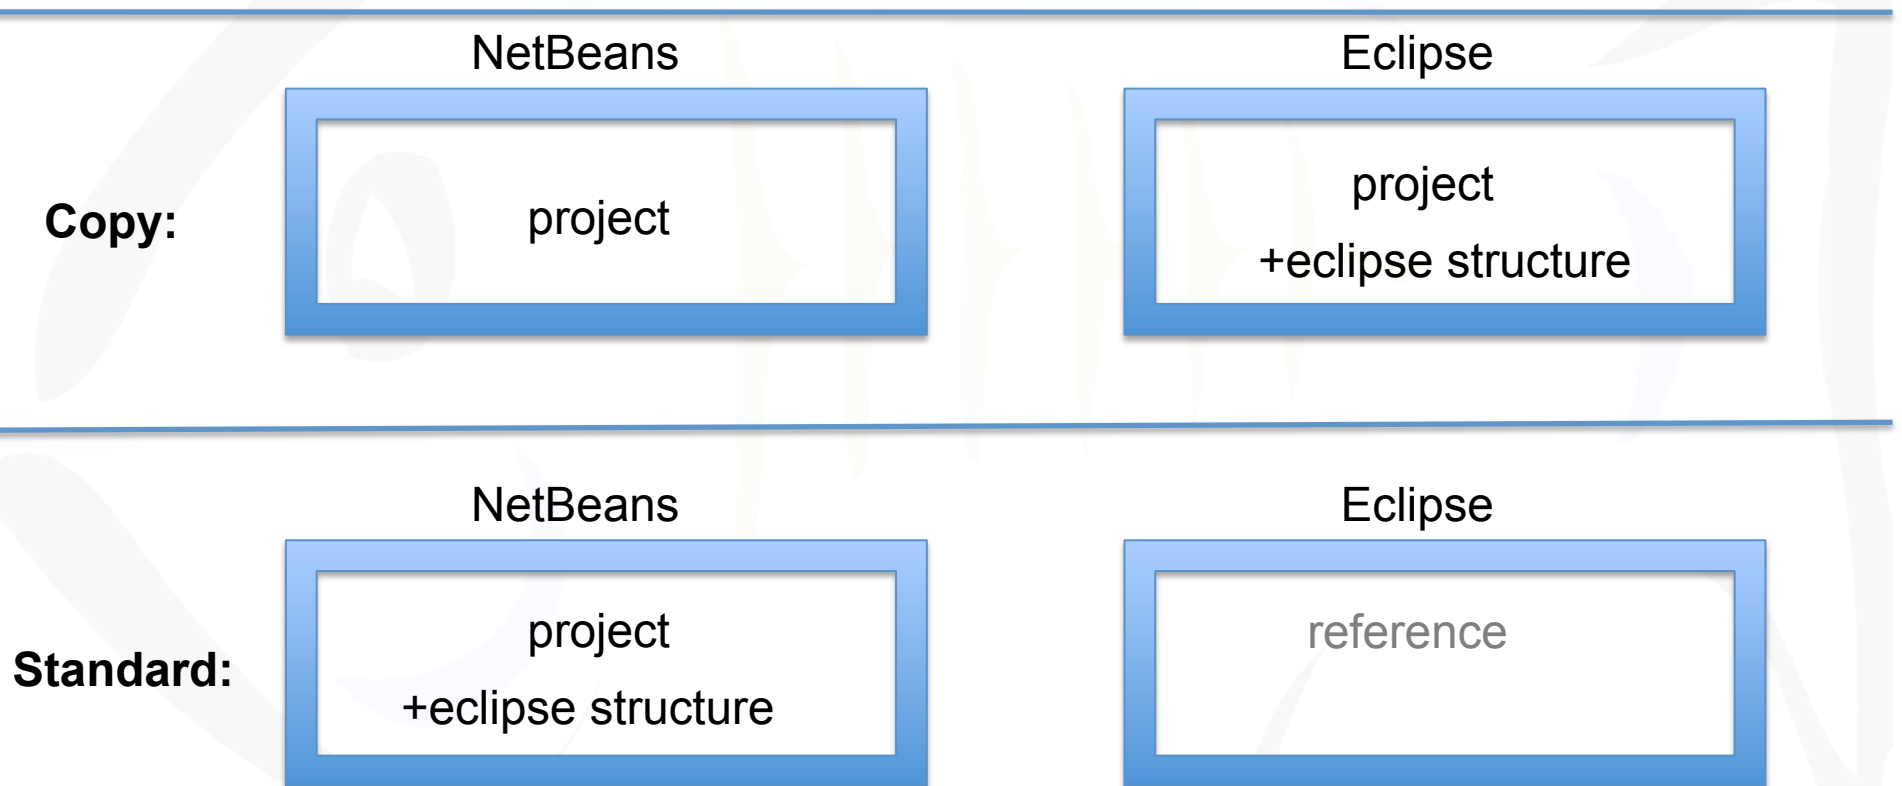 NetBeans
Eclipse
Copy:
project
project
+eclipse structure
NetBeans
Eclipse
Standard:
project
+eclipse structure
reference